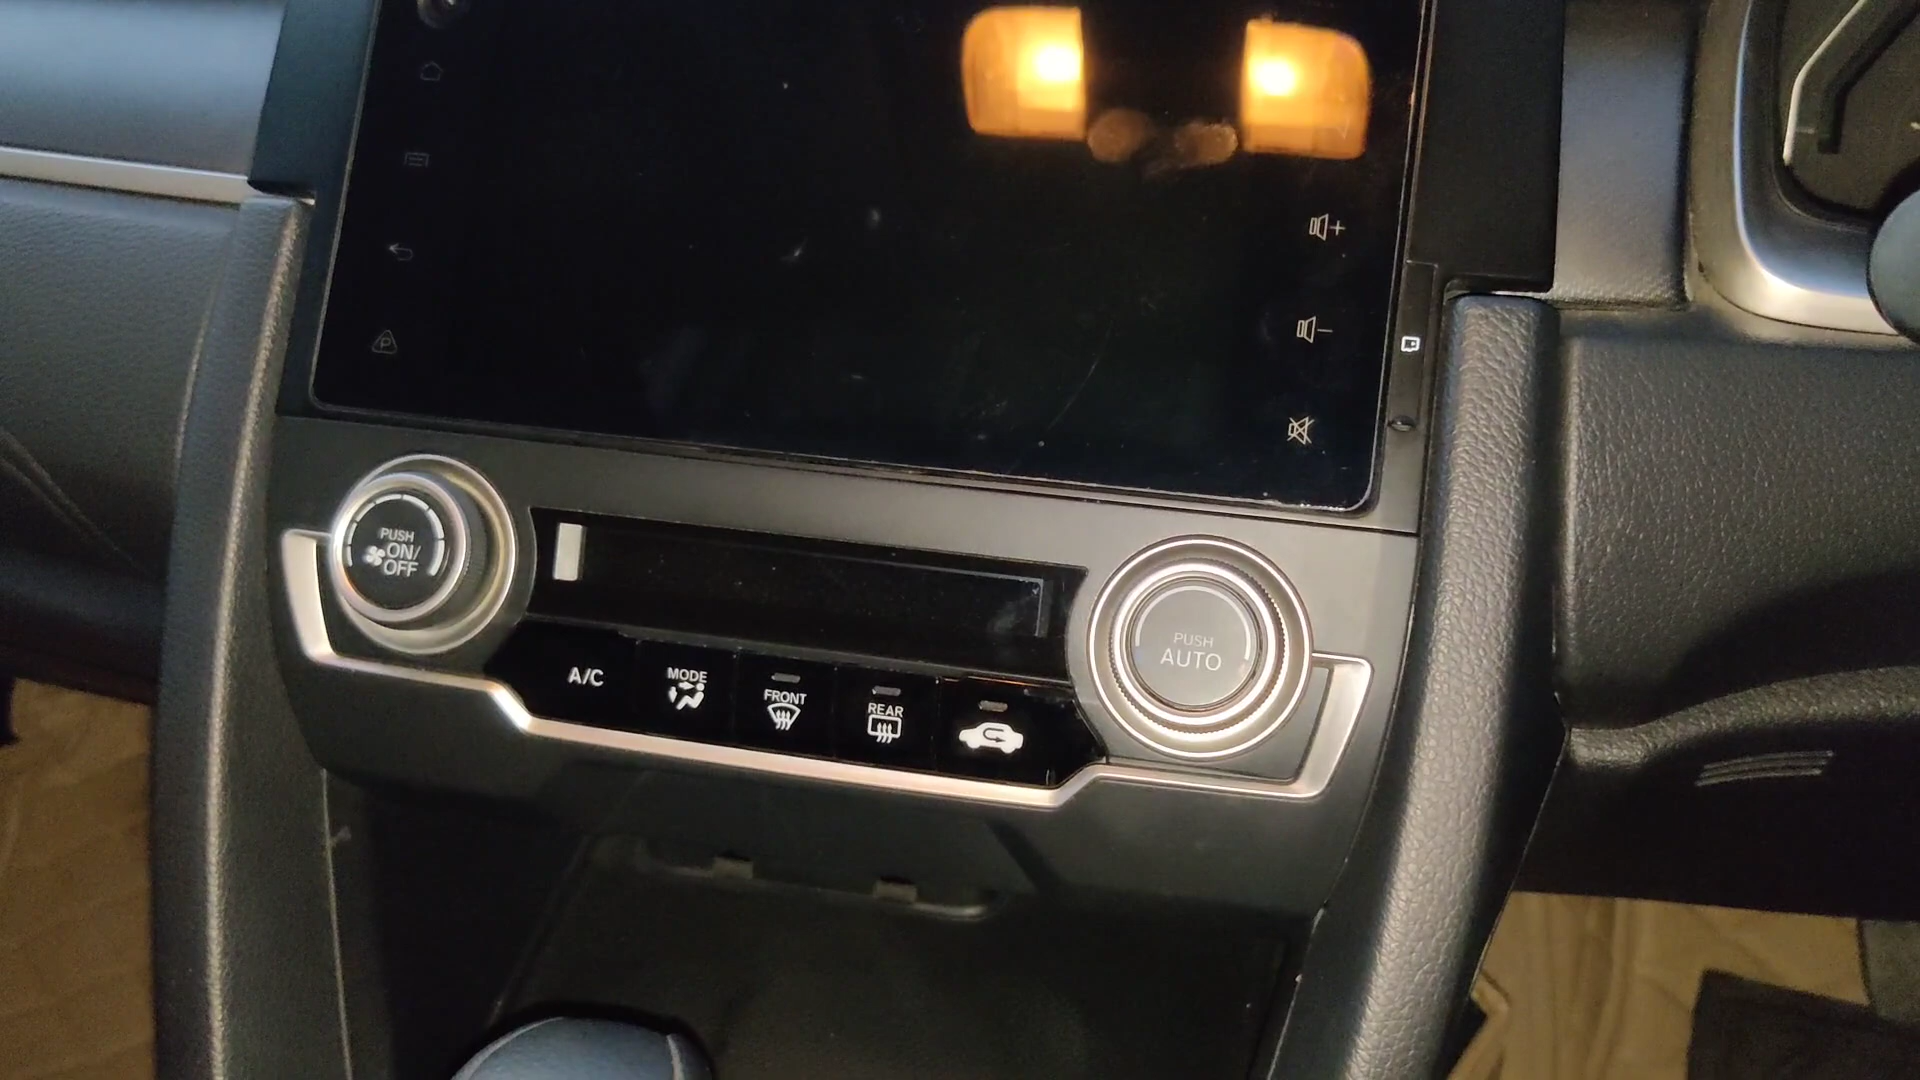 PUSH
ON/
OFF
A/C
MODE
FRONT
REAR
PUSH
AUTO